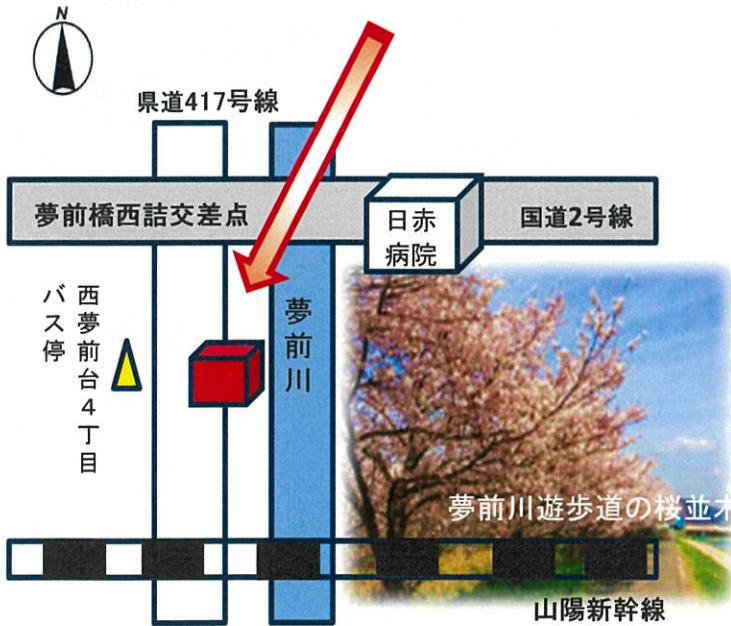 N
県道417号線
夢前橋西詰交差点
日赤
病院
国道2号線
西夢前台4丁目
バス停
夢前川
夢前川遊歩道の桜並木
山陽新幹線